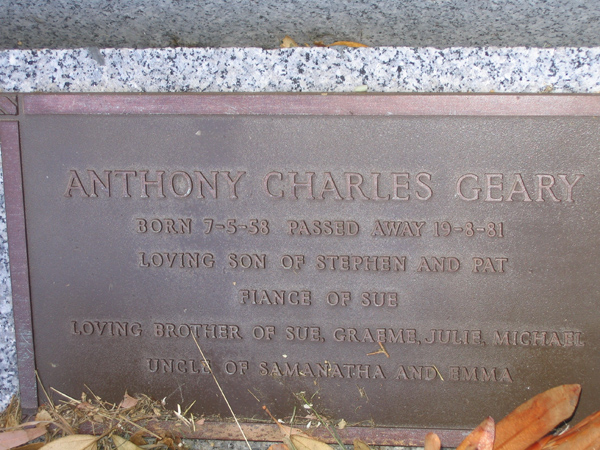 ANTHONY CHARLES GEARY
BORN 7-5-58 PASSED AWAY 19-8-81
LOVING SON OF STEPHEN AND PAT
FIANCE OF SUE
LOVING BROTHER OF SUE, GRAEME, JULIE, MICHAEL
UNCLE OF SAMANATHA AND EMMA